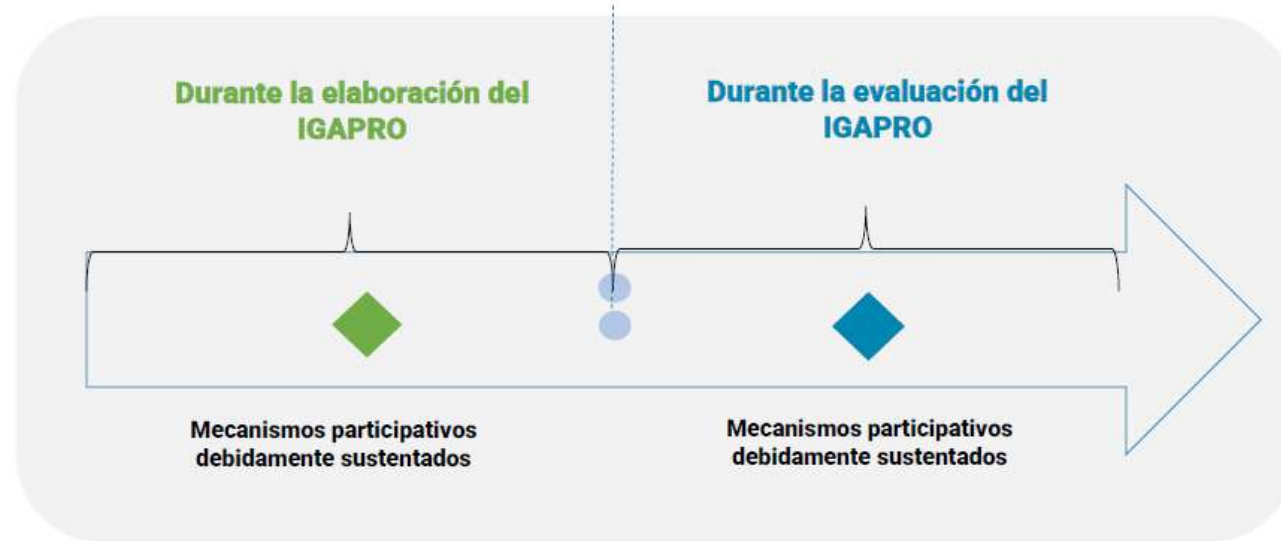 Durante la elaboración del
IGAPRO
Durante la evaluación del
IGAPRO
Mecanismos participativos
debidamente sustentados
Mecanismos participativos
debidamente sustentados